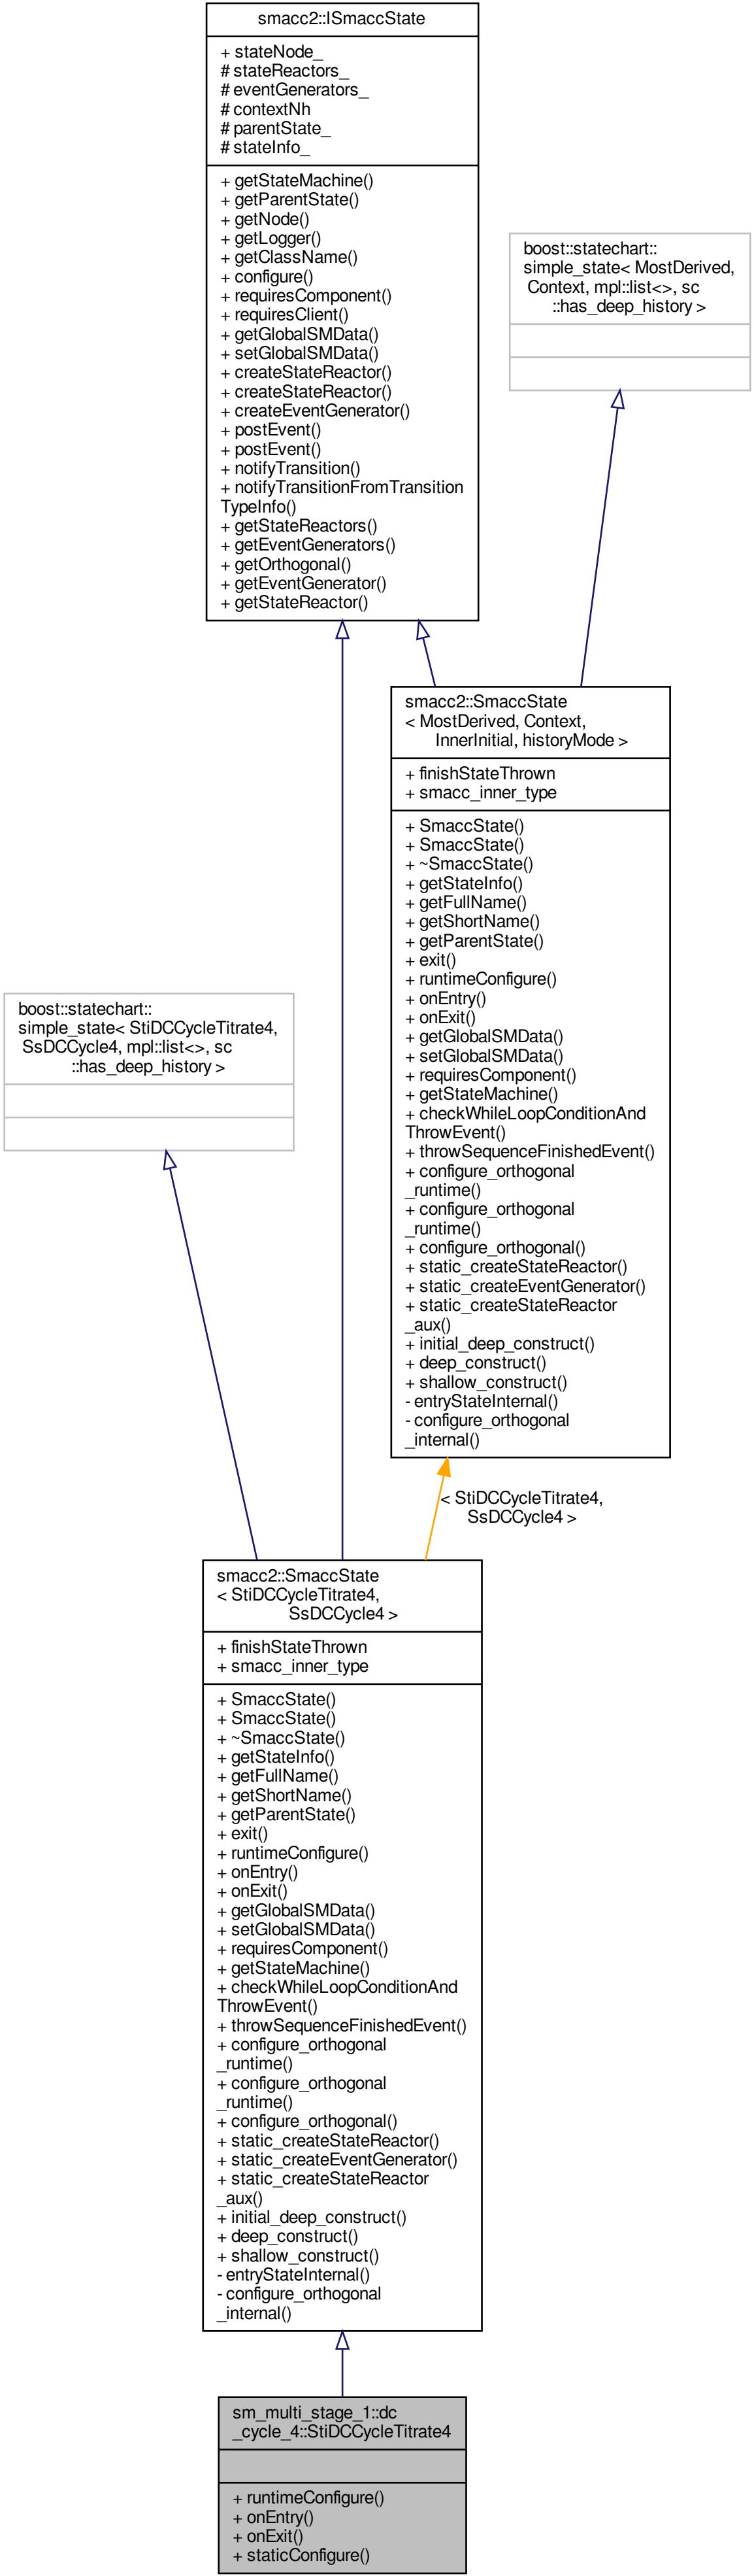 smacc2::ISmaccState
+ stateNode_
# stateReactors_
# eventGenerators_
# contextNh
# parentState_
# stateInfo_
+ getStateMachine()
+ getParentState()
+ getNode()
+ getLogger()
+ getClassName()
+ configure()
+ requiresComponent()
+ requiresClient()
+ getGlobalSMData()
+ setGlobalSMData()
+ createStateReactor()
+ createStateReactor()
+ createEventGenerator()
+ postEvent()
+ postEvent()
+ notifyTransition()
+ notifyTransitionFromTransition
TypeInfo()
+ getStateReactors()
+ getEventGenerators()
+ getOrthogonal()
+ getEventGenerator()
+ getStateReactor()
boost::statechart::
simple_state< MostDerived,
Context, mpl::list<>, sc
::has_deep_history >
smacc2::SmaccState
< MostDerived, Context,
InnerInitial, historyMode >
+ finishStateThrown
+ smacc_inner_type
+ SmaccState()
+ SmaccState()
+ ~SmaccState()
+ getStateInfo()
+ getFullName()
+ getShortName()
+ getParentState()
+ exit()
+ runtimeConfigure()
+ onEntry()
+ onExit()
+ getGlobalSMData()
+ setGlobalSMData()
+ requiresComponent()
+ getStateMachine()
+ checkWhileLoopConditionAnd
ThrowEvent()
+ throwSequenceFinishedEvent()
+ configure_orthogonal
_runtime()
+ configure_orthogonal
_runtime()
+ configure_orthogonal()
+ static_createStateReactor()
+ static_createEventGenerator()
+ static_createStateReactor
_aux()
+ initial_deep_construct()
+ deep_construct()
+ shallow_construct()
- entryStateInternal()
- configure_orthogonal
_internal()
boost::statechart::
simple_state< StiDCCycleTitrate4,
SsDCCycle4, mpl::list<>, sc
::has_deep_history >
< StiDCCycleTitrate4,
SsDCCycle4 >
smacc2::SmaccState
< StiDCCycleTitrate4,
SsDCCycle4 >
+ finishStateThrown
+ smacc_inner_type
+ SmaccState()
+ SmaccState()
+ ~SmaccState()
+ getStateInfo()
+ getFullName()
+ getShortName()
+ getParentState()
+ exit()
+ runtimeConfigure()
+ onEntry()
+ onExit()
+ getGlobalSMData()
+ setGlobalSMData()
+ requiresComponent()
+ getStateMachine()
+ checkWhileLoopConditionAnd
ThrowEvent()
+ throwSequenceFinishedEvent()
+ configure_orthogonal
_runtime()
+ configure_orthogonal
_runtime()
+ configure_orthogonal()
+ static_createStateReactor()
+ static_createEventGenerator()
+ static_createStateReactor
_aux()
+ initial_deep_construct()
+ deep_construct()
+ shallow_construct()
- entryStateInternal()
- configure_orthogonal
_internal()
sm_multi_stage_1::dc
_cycle_4::StiDCCycleTitrate4
+ runtimeConfigure()
+ onEntry()
+ onExit()
+ staticConfigure()